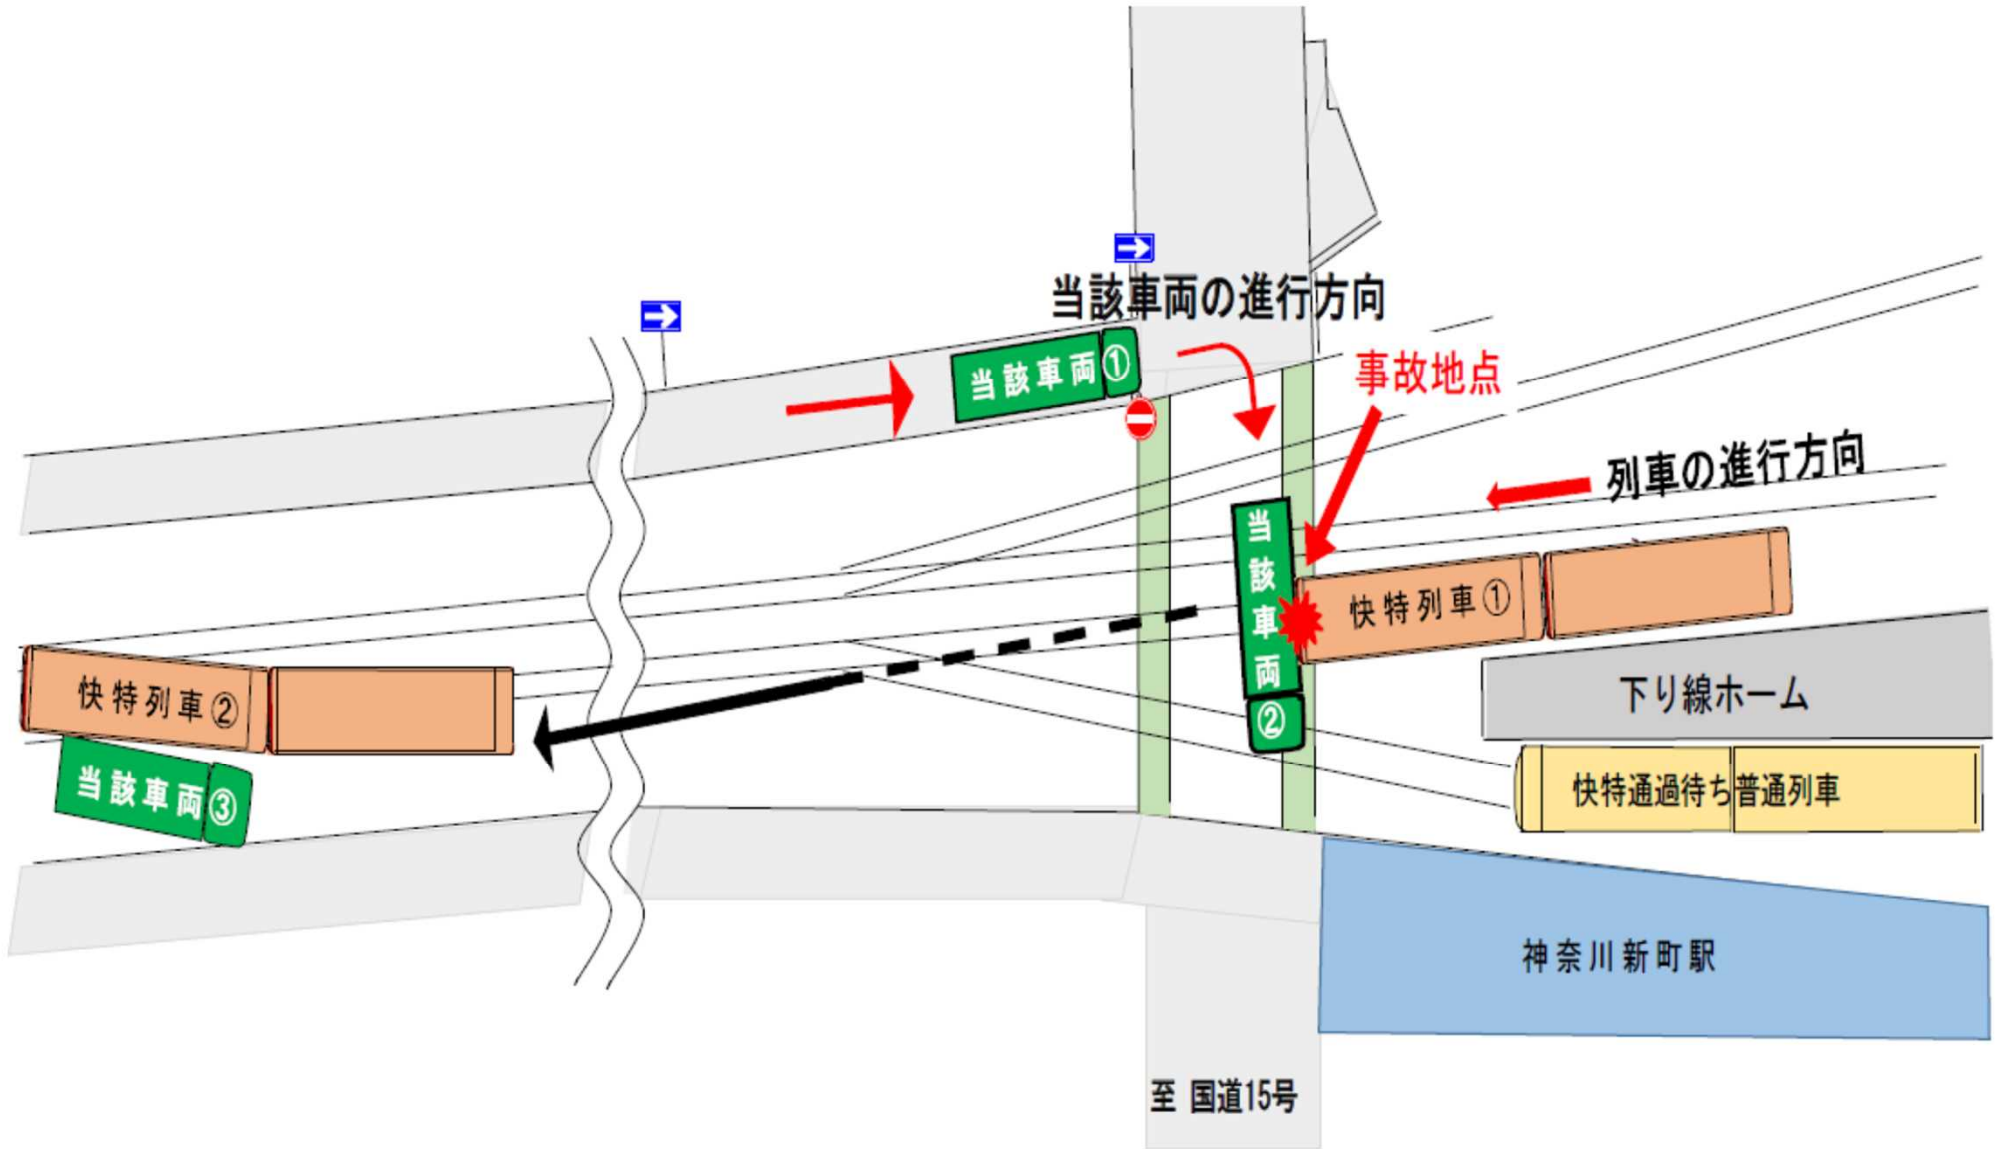 当該車両の進行方向
当該車両①
事故地点
列車の進行方向
当該車両②
快特列車①
快特列車②
下り線ホーム
当該車両③
快特通過待ち普通列車
神奈川新町駅
至 国道15号